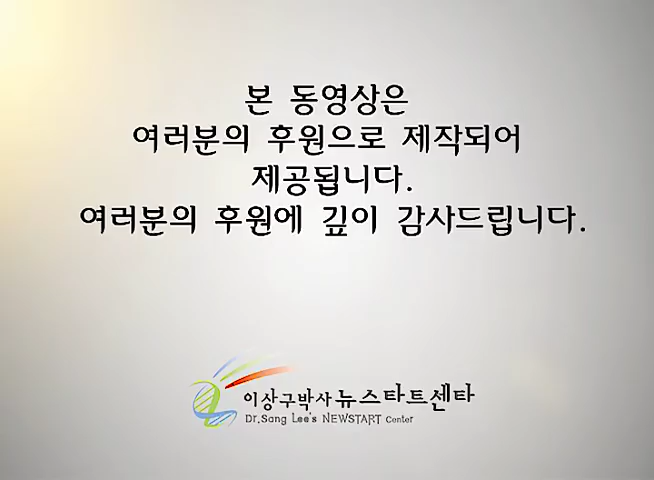 본 동영상은
여러분의 후원으로 제작되어
제공됩니다.
여러분의 후원에 깊이 감사드립니다.
이상구박사 뉴스타트센타
Dr.Sang Lee's NEWSTART Center